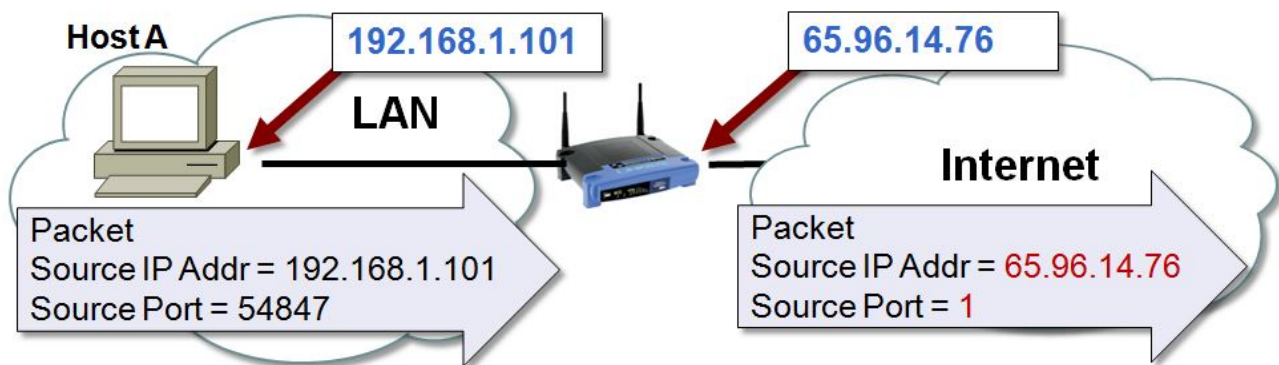 Host A
192.168.1.101
65.96.14.76
LAN
Internet
Packet
Source IP Addr = 192.168.1.101
Source Port = 54847
Packet
Source IP Addr = 65.96.14.76
Source Port = 1